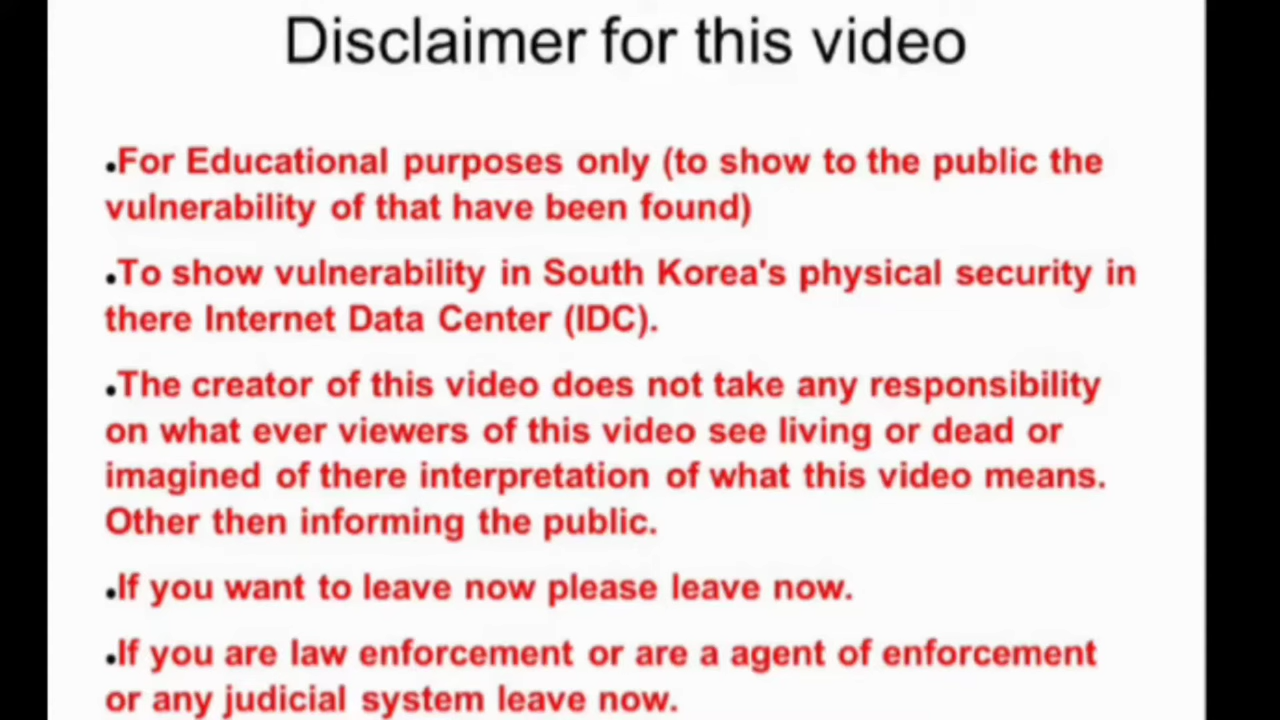 Disclaimer for this video
•For Educational purposes only (to show to the public the
vulnerability of that have been found)
•To show vulnerability in South Korea's physical security in
there Internet Data Center (IDC).
•The creator of this video does not take any responsibility
on what ever viewers of this video see living or dead or
imagined of there interpretation of what this video means.
Other then informing the public.
•If you want to leave now please leave now.
•If you are law enforcement or are a agent of enforcement
or any judicial system leave now.